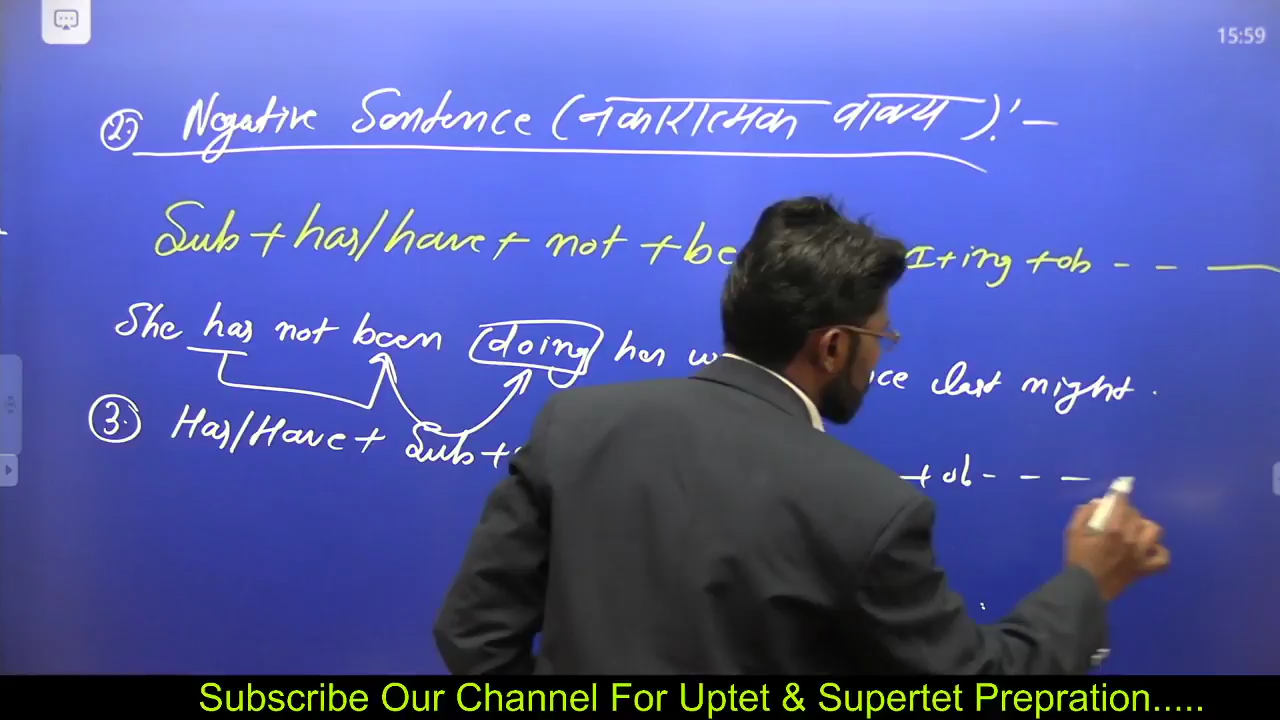 15:59
2. Negative Sentence (नकारात्मक वाक्य):-
Sub + has/have + not + be I + ing + ob - - —
She has not been doing her w ce last night.
3. Has/Have + Sub + + ob - - -
Subscribe Our Channel For Uptet & Supertet Prepration.....